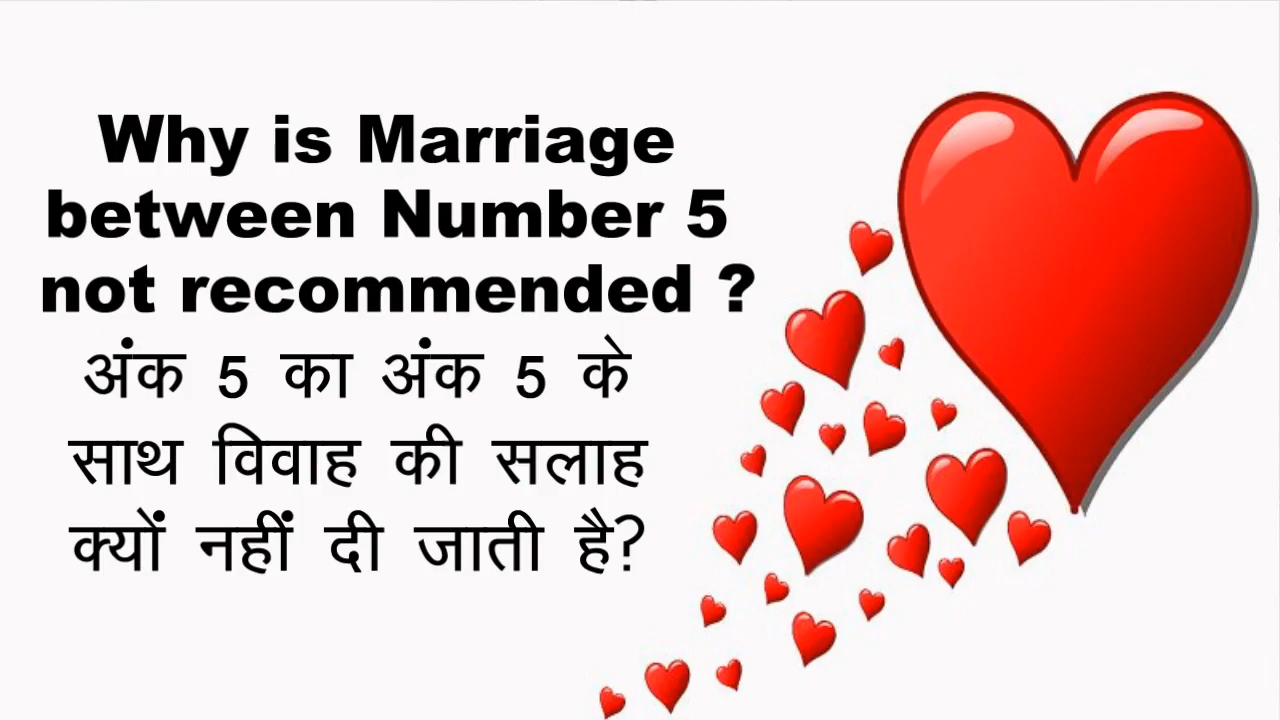 Why is Marriage
between Number 5
not recommended ?
अंक 5 का अंक 5 के
साथ विवाह की सलाह
क्यों नहीं दी जाती है?